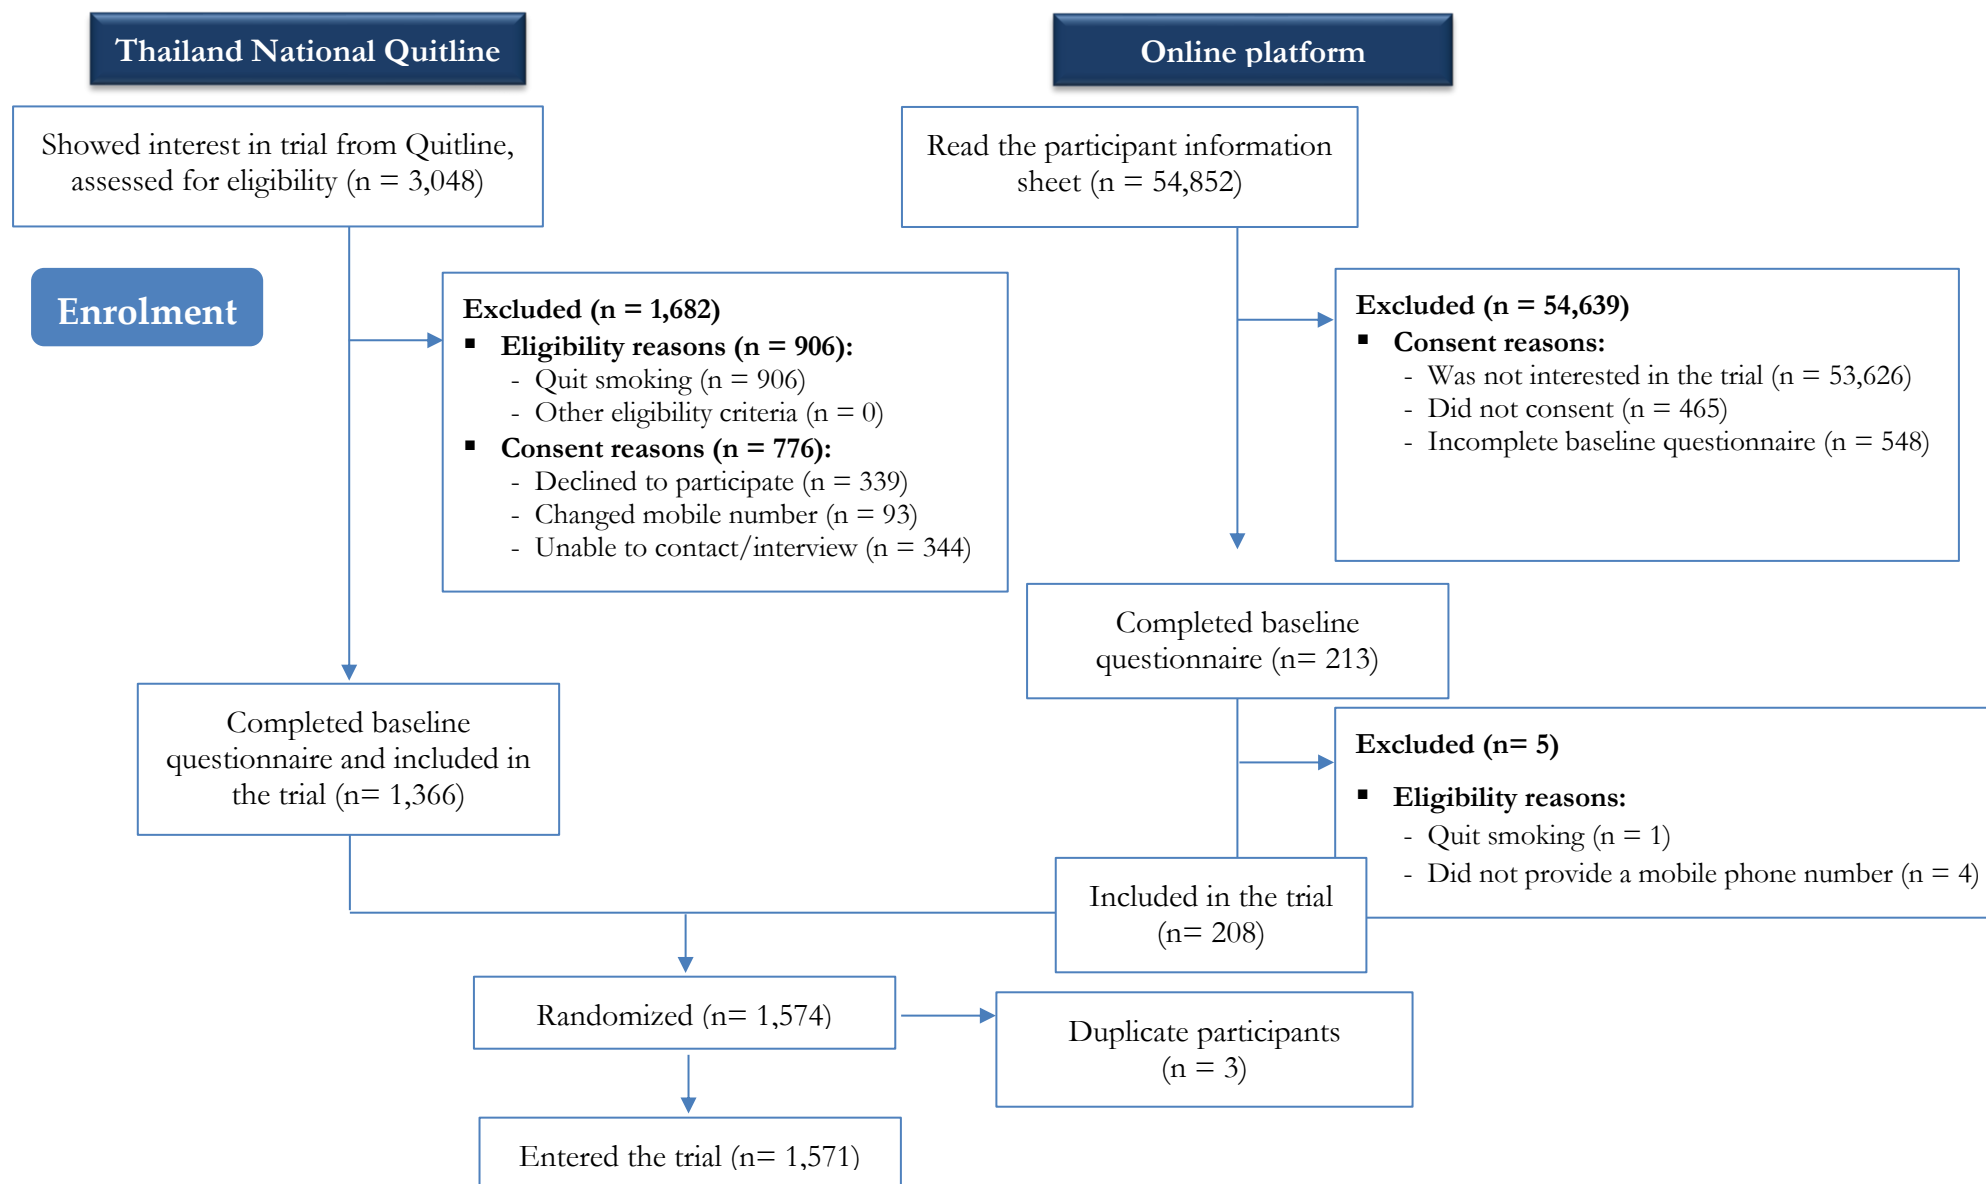 Thailand National Quitline
Online platform
Showed interest in trial from Quitline,
assessed for eligibility (n = 3,048)
Read the participant information
sheet (n = 54,852)
Enrolment
Excluded (n = 1,682)
▪ Eligibility reasons (n = 906):
- Quit smoking (n = 906)
- Other eligibility criteria (n = 0)
▪ Consent reasons (n = 776):
- Declined to participate (n = 339)
- Changed mobile number (n = 93)
- Unable to contact/interview (n = 344)
Excluded (n = 54,639)
▪ Consent reasons:
- Was not interested in the trial (n = 53,626)
- Did not consent (n = 465)
- Incomplete baseline questionnaire (n = 548)
Completed baseline
questionnaire (n= 213)
Completed baseline
questionnaire and included in
the trial (n= 1,366)
Excluded (n= 5)
▪ Eligibility reasons:
- Quit smoking (n = 1)
- Did not provide a mobile phone number (n = 4)
Included in the trial
(n= 208)
Randomized (n= 1,574)
Duplicate participants
(n = 3)
Entered the trial (n= 1,571)